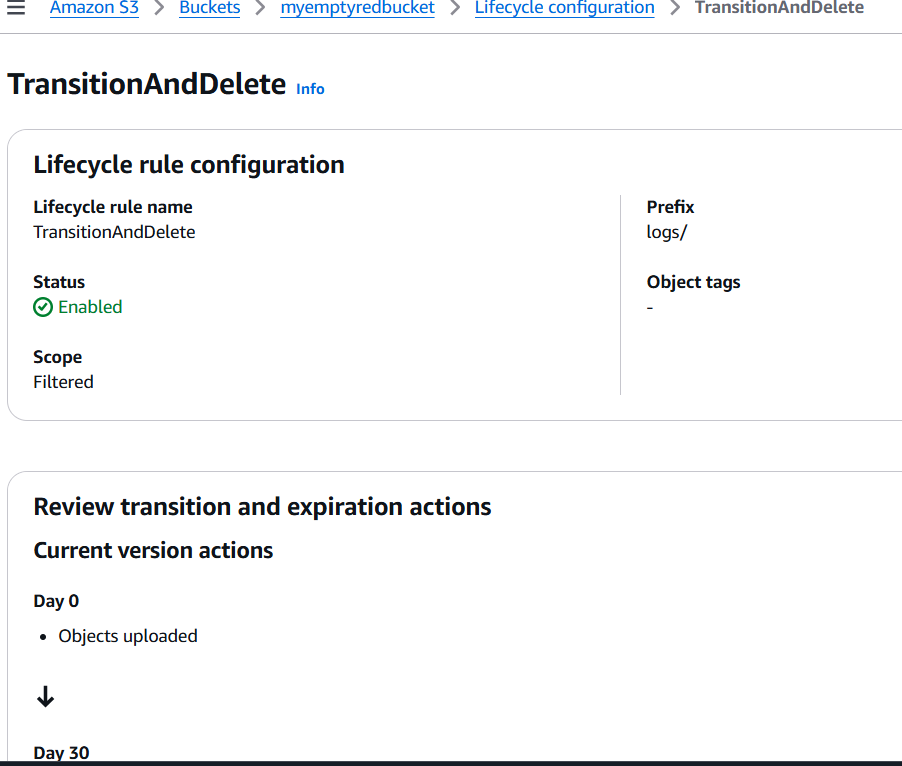 Amazon S3 > Buckets > myemptyredbucket > Lifecycle configuration > TransitionAndDelete
TransitionAndDelete Info
Lifecycle rule configuration
Lifecycle rule name
TransitionAndDelete
Status
Enabled
Scope
Filtered
Prefix
logs/
Object tags
-
Review transition and expiration actions
Current version actions
Day 0
• Objects uploaded
↓
Day 30